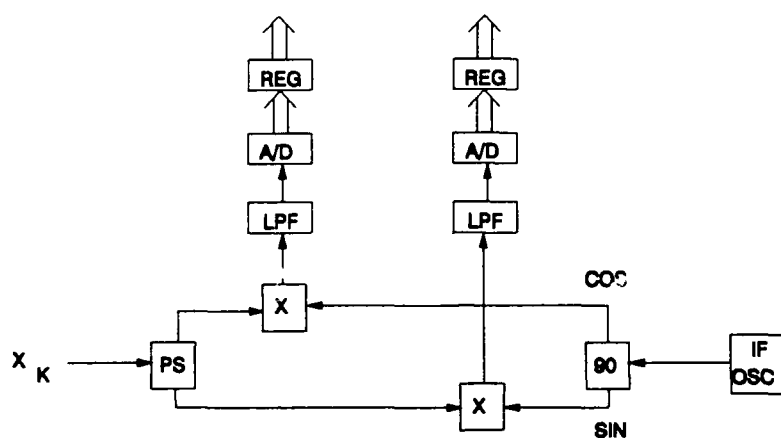 REG REG
A/D A/D
LPF LPF
COS
X
X K PS 90 IF OSC
X
SIN